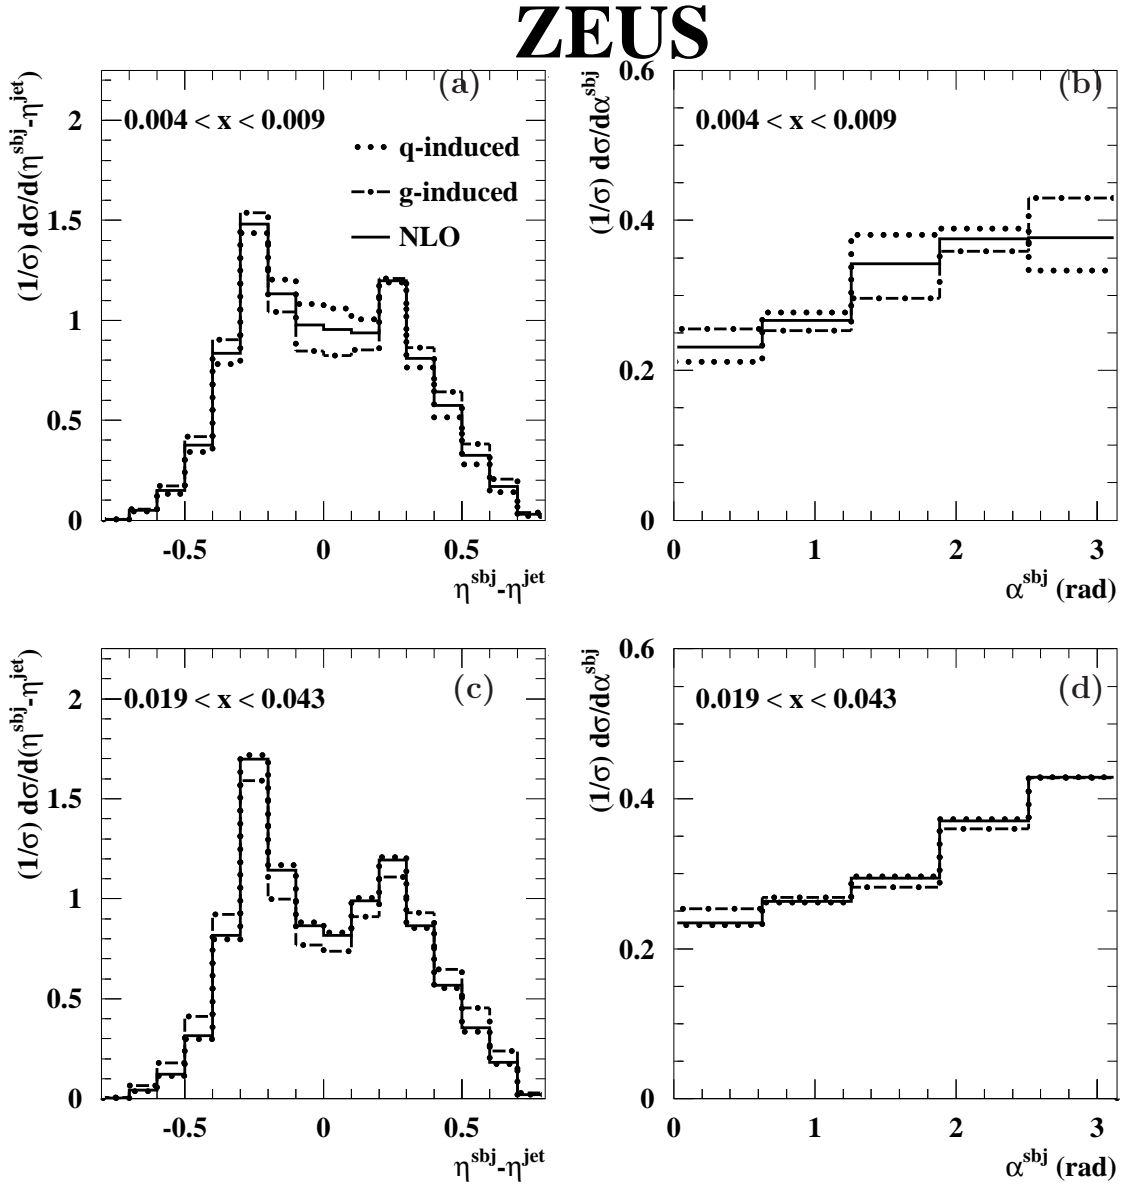 ZEUS
(a)
0.004 < x < 0.009
q-induced
g-induced
NLO
(1/σ) dσ/d(η^sbj-η^jet)
2
1.5
1
0.5
0
-0.5
0
0.5
η^sbj-η^jet
(b)
0.004 < x < 0.009
(1/σ) dσ/dα^sbj
0.6
0.4
0.2
0
0
1
2
3
α^sbj (rad)
(c)
0.019 < x < 0.043
(1/σ) dσ/d(η^sbj-η^jet)
2
1.5
1
0.5
0
-0.5
0
0.5
η^sbj-η^jet
(d)
0.019 < x < 0.043
(1/σ) dσ/dα^sbj
0.6
0.4
0.2
0
0
1
2
3
α^sbj (rad)